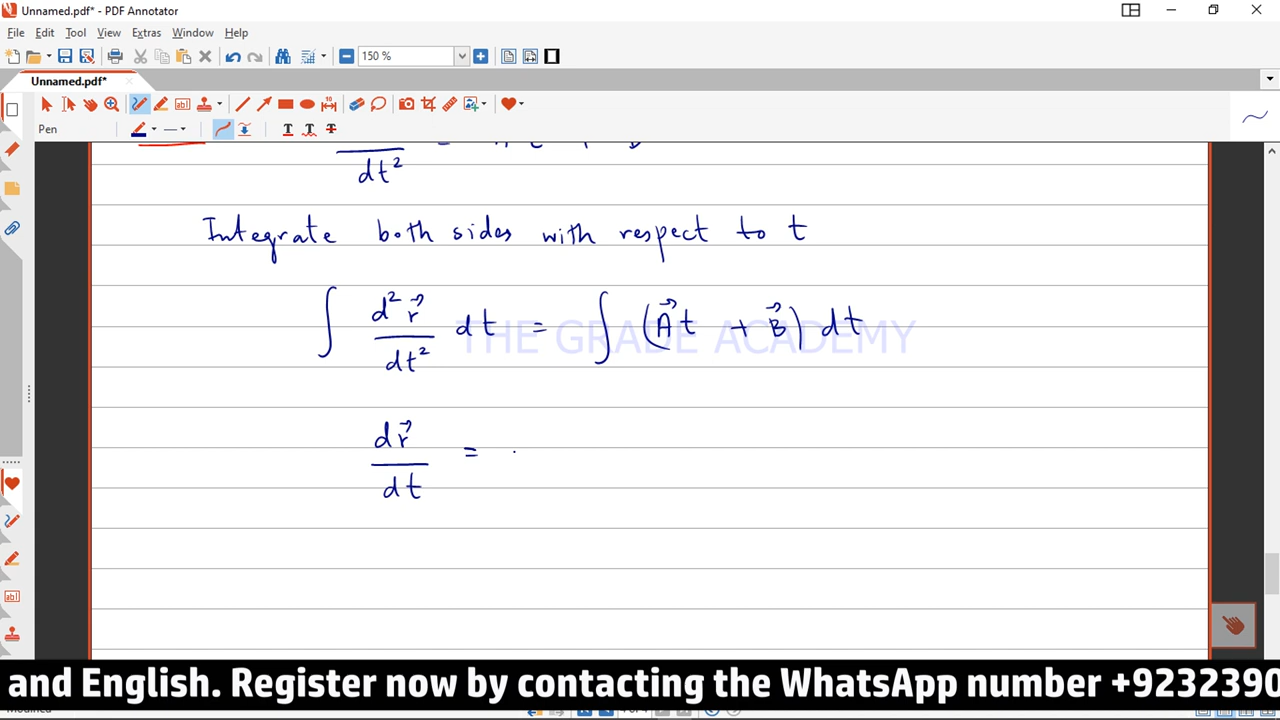 Unnamed.pdf* - PDF Annotator
File Edit Tool View Extras Window Help
150 %
Unnamed.pdf*
Pen
dt²
Integrate both sides with respect to t
∫ d²r⃗/dt² dt = ∫ (A⃗t + B⃗) dt
THE GRADE ACADEMY
dr⃗/dt =
and English. Register now by contacting the WhatsApp number +9232390